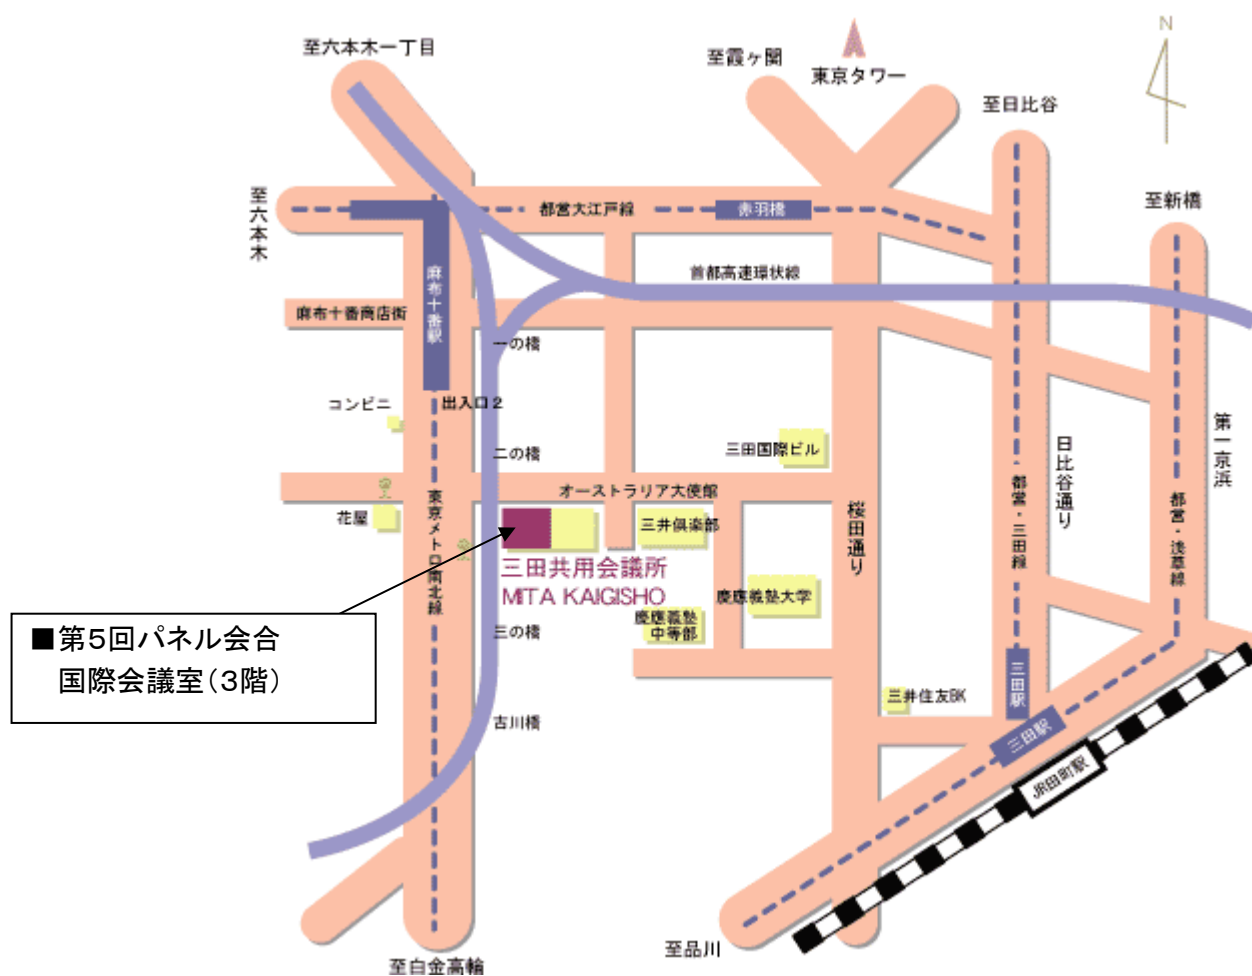 N
至六本木一丁目
至霞ヶ関
東京タワー
至日比谷
至六本木
都営大江戸線
赤羽橋
至新橋
麻布十番駅
首都高速環状線
麻布十番商店街
一の橋
コンビニ
出入口2
二の橋
三田国際ビル
第一京浜
日比谷通り
オーストラリア大使館
花屋
東京メトロ南北線
三井倶楽部
桜田通り
都営・三田線
都営・浅草線
三田共用会議所
MITA KAIGISHO
慶應義塾大学
慶應義塾
中等部
三の橋
■第5回パネル会合
国際会議室(3階)
三田駅
三井住友BK
古川橋
三田駅
JR田町駅
至品川
至白金高輪